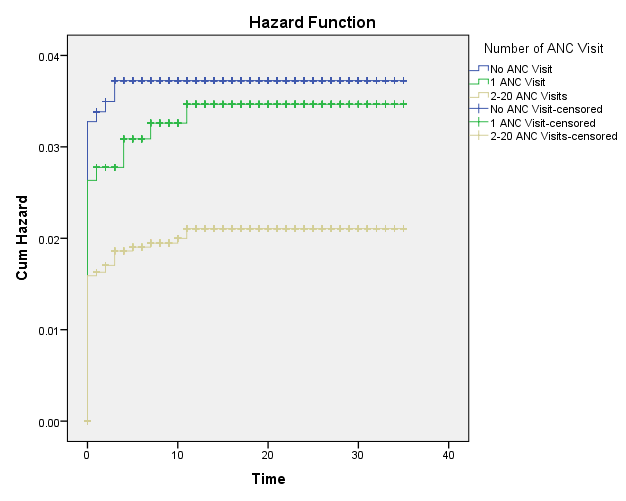 Hazard Function
Number of ANC Visit
No ANC Visit
1 ANC Visit
2-20 ANC Visits
No ANC Visit-censored
1 ANC Visit-censored
2-20 ANC Visits-censored
0.04
0.03
0.02
0.01
0.00
Cum Hazard
0 10 20 30 40
Time